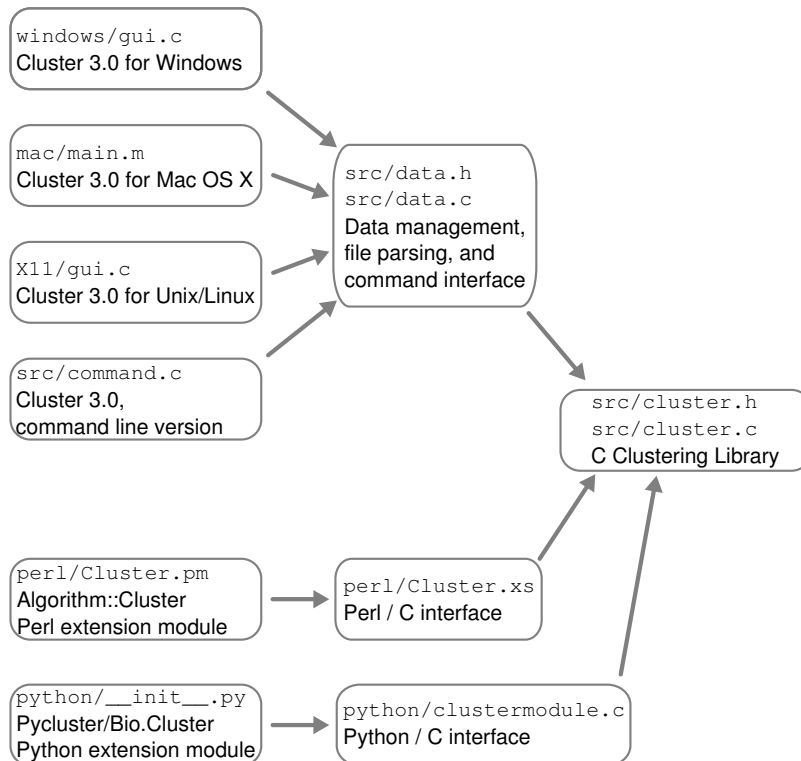 windows/gui.c
Cluster 3.0 for Windows
mac/main.m
Cluster 3.0 for Mac OS X
X11/gui.c
Cluster 3.0 for Unix/Linux
src/command.c
Cluster 3.0,
command line version
src/data.h
src/data.c
Data management,
file parsing, and
command interface
src/cluster.h
src/cluster.c
C Clustering Library
perl/Cluster.pm
Algorithm::Cluster
Perl extension module
perl/Cluster.xs
Perl / C interface
python/__init__.py
Pycluster/Bio.Cluster
Python extension module
python/clustermodule.c
Python / C interface